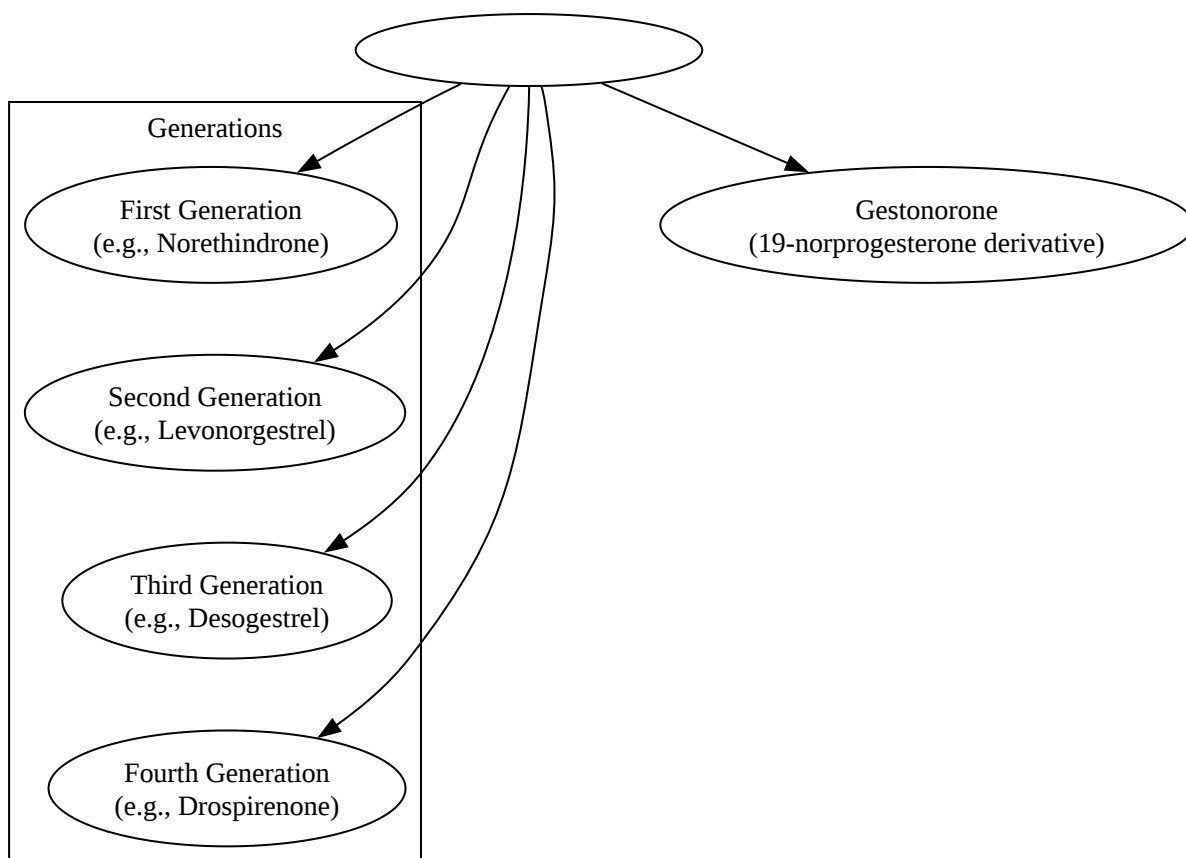 Generations
First Generation
(e.g., Norethindrone)
Gestonorone
(19-norprogesterone derivative)
Second Generation
(e.g., Levonorgestrel)
Third Generation
(e.g., Desogestrel)
Fourth Generation
(e.g., Drospirenone)